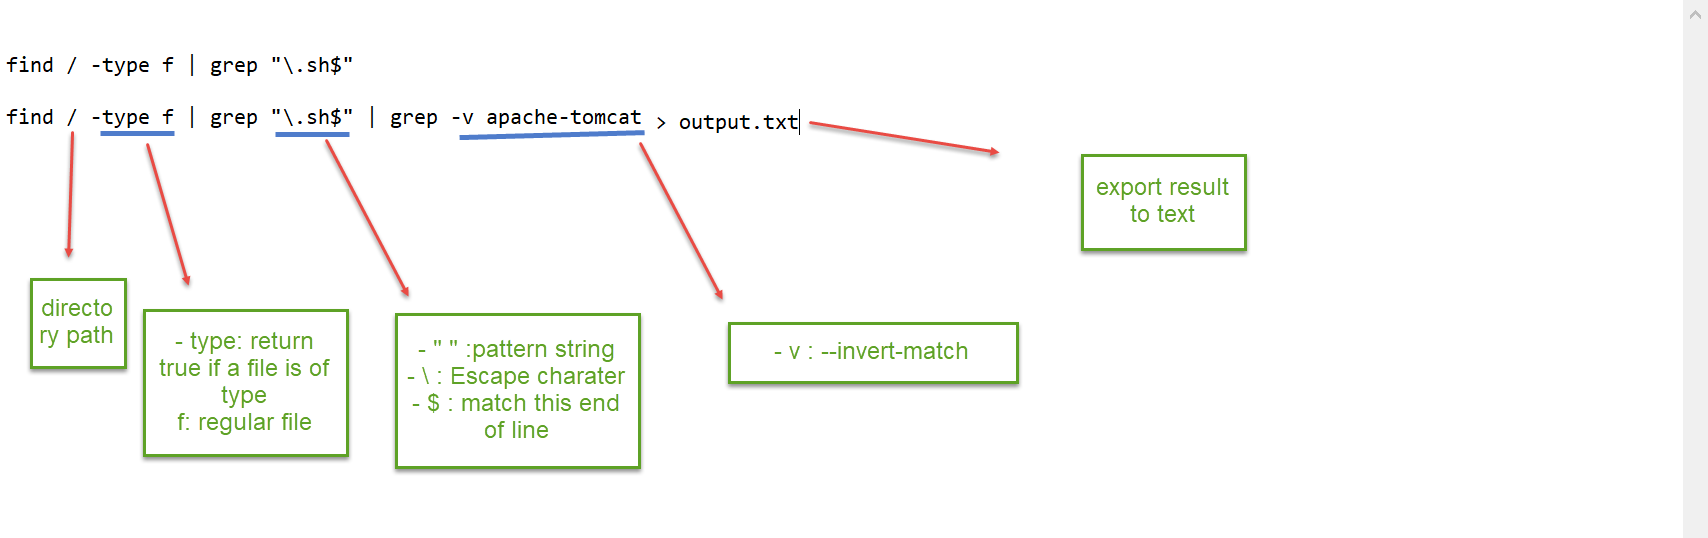 find / -type f | grep "\.sh$"
find / -type f | grep "\.sh$" | grep -v apache-tomcat > output.txt
export result
to text
directo
ry path
- type: return
true if a file is of
type
f: regular file
- " " :pattern string
- \ : Escape charater
- $ : match this end
of line
- v : --invert-match